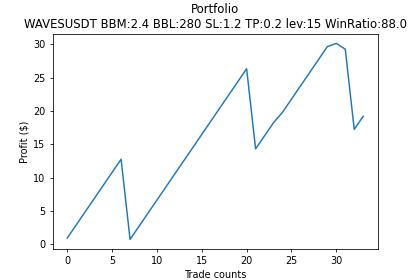 Portfolio
WAVESUSDT BBM:2.4 BBL:280 SL:1.2 TP:0.2 lev:15 WinRatio:88.0
30
25
20
15
10
5
0
Profit ($)
0 5 10 15 20 25 30
Trade counts